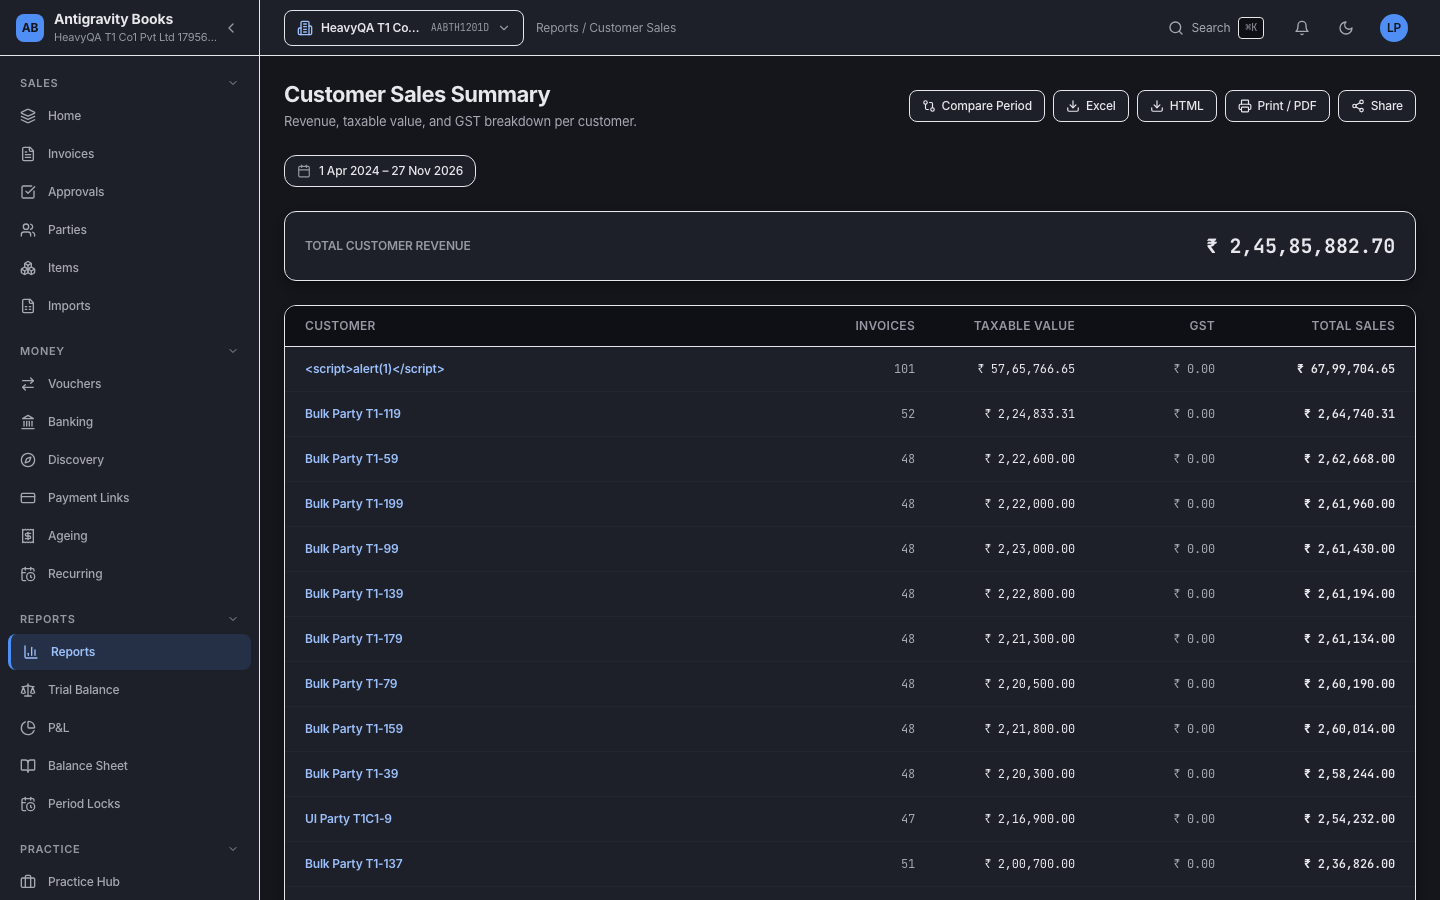 AB
Antigravity Books
HeavyQA T1 Co1 Pvt Ltd 17956...
SALES
Home
Invoices
Approvals
Parties
Items
Imports
MONEY
Vouchers
Banking
Discovery
Payment Links
Ageing
Recurring
REPORTS
Reports
Trial Balance
P&L
Balance Sheet
Period Locks
PRACTICE
Practice Hub
HeavyQA T1 Co... AABTH1201D
Reports / Customer Sales
Search ⌘K
LP
Customer Sales Summary
Revenue, taxable value, and GST breakdown per customer.
Compare Period
Excel
HTML
Print / PDF
Share
1 Apr 2024 – 27 Nov 2026
TOTAL CUSTOMER REVENUE ₹ 2,45,85,882.70
CUSTOMER INVOICES TAXABLE VALUE GST TOTAL SALES
<script>alert(1)</script> 101 ₹ 57,65,766.65 ₹ 0.00 ₹ 67,99,704.65
Bulk Party T1-119 52 ₹ 2,24,833.31 ₹ 0.00 ₹ 2,64,740.31
Bulk Party T1-59 48 ₹ 2,22,600.00 ₹ 0.00 ₹ 2,62,668.00
Bulk Party T1-199 48 ₹ 2,22,000.00 ₹ 0.00 ₹ 2,61,960.00
Bulk Party T1-99 48 ₹ 2,23,000.00 ₹ 0.00 ₹ 2,61,430.00
Bulk Party T1-139 48 ₹ 2,22,800.00 ₹ 0.00 ₹ 2,61,194.00
Bulk Party T1-179 48 ₹ 2,21,300.00 ₹ 0.00 ₹ 2,61,134.00
Bulk Party T1-79 48 ₹ 2,20,500.00 ₹ 0.00 ₹ 2,60,190.00
Bulk Party T1-159 48 ₹ 2,21,800.00 ₹ 0.00 ₹ 2,60,014.00
Bulk Party T1-39 48 ₹ 2,20,300.00 ₹ 0.00 ₹ 2,58,244.00
UI Party T1C1-9 47 ₹ 2,16,900.00 ₹ 0.00 ₹ 2,54,232.00
Bulk Party T1-137 51 ₹ 2,00,700.00 ₹ 0.00 ₹ 2,36,826.00